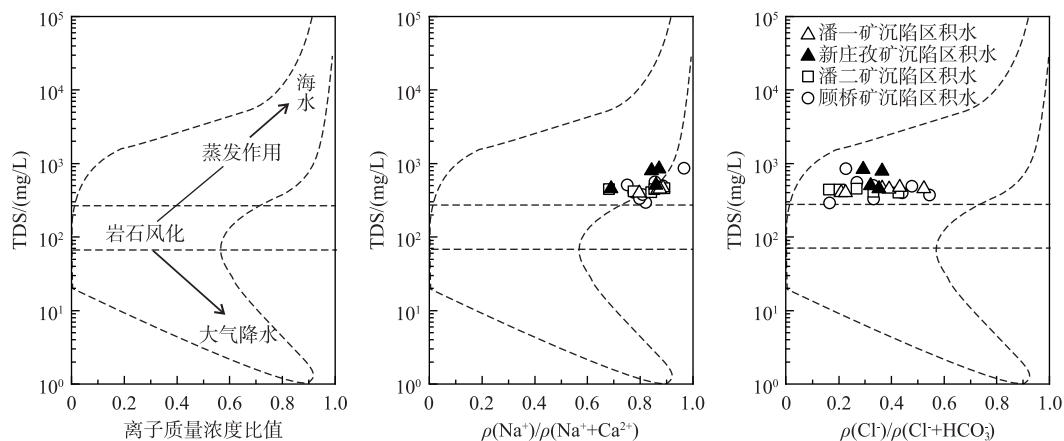 10⁵
10⁴
10³
10²
10¹
10⁰
TDS/(mg/L)
海水
蒸发作用
岩石风化
大气降水
0 0.2 0.4 0.6 0.8 1.0
离子质量浓度比值
10⁵
10⁴
10³
10²
10¹
10⁰
TDS/(mg/L)
0 0.2 0.4 0.6 0.8 1.0
ρ(Na⁺)/ρ(Na⁺+Ca²⁺)
10⁵
10⁴
10³
10²
10¹
10⁰
TDS/(mg/L)
潘一矿沉陷区积水
新庄孜矿沉陷区积水
潘二矿沉陷区积水
顾桥矿沉陷区积水
0 0.2 0.4 0.6 0.8 1.0
ρ(Cl⁻)/ρ(Cl⁻+HCO₃⁻)